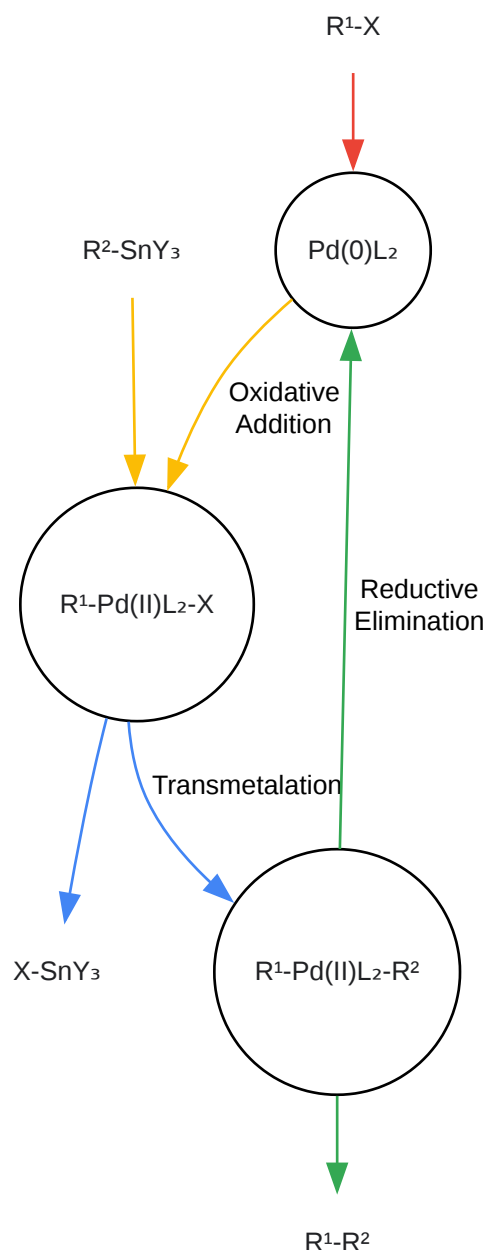 R¹-X
Pd(0)L₂
R²-SnY₃
Oxidative
Addition
R¹-Pd(II)L₂-X
Reductive
Elimination
Transmetalation
R¹-Pd(II)L₂-R²
X-SnY₃
R¹-R²